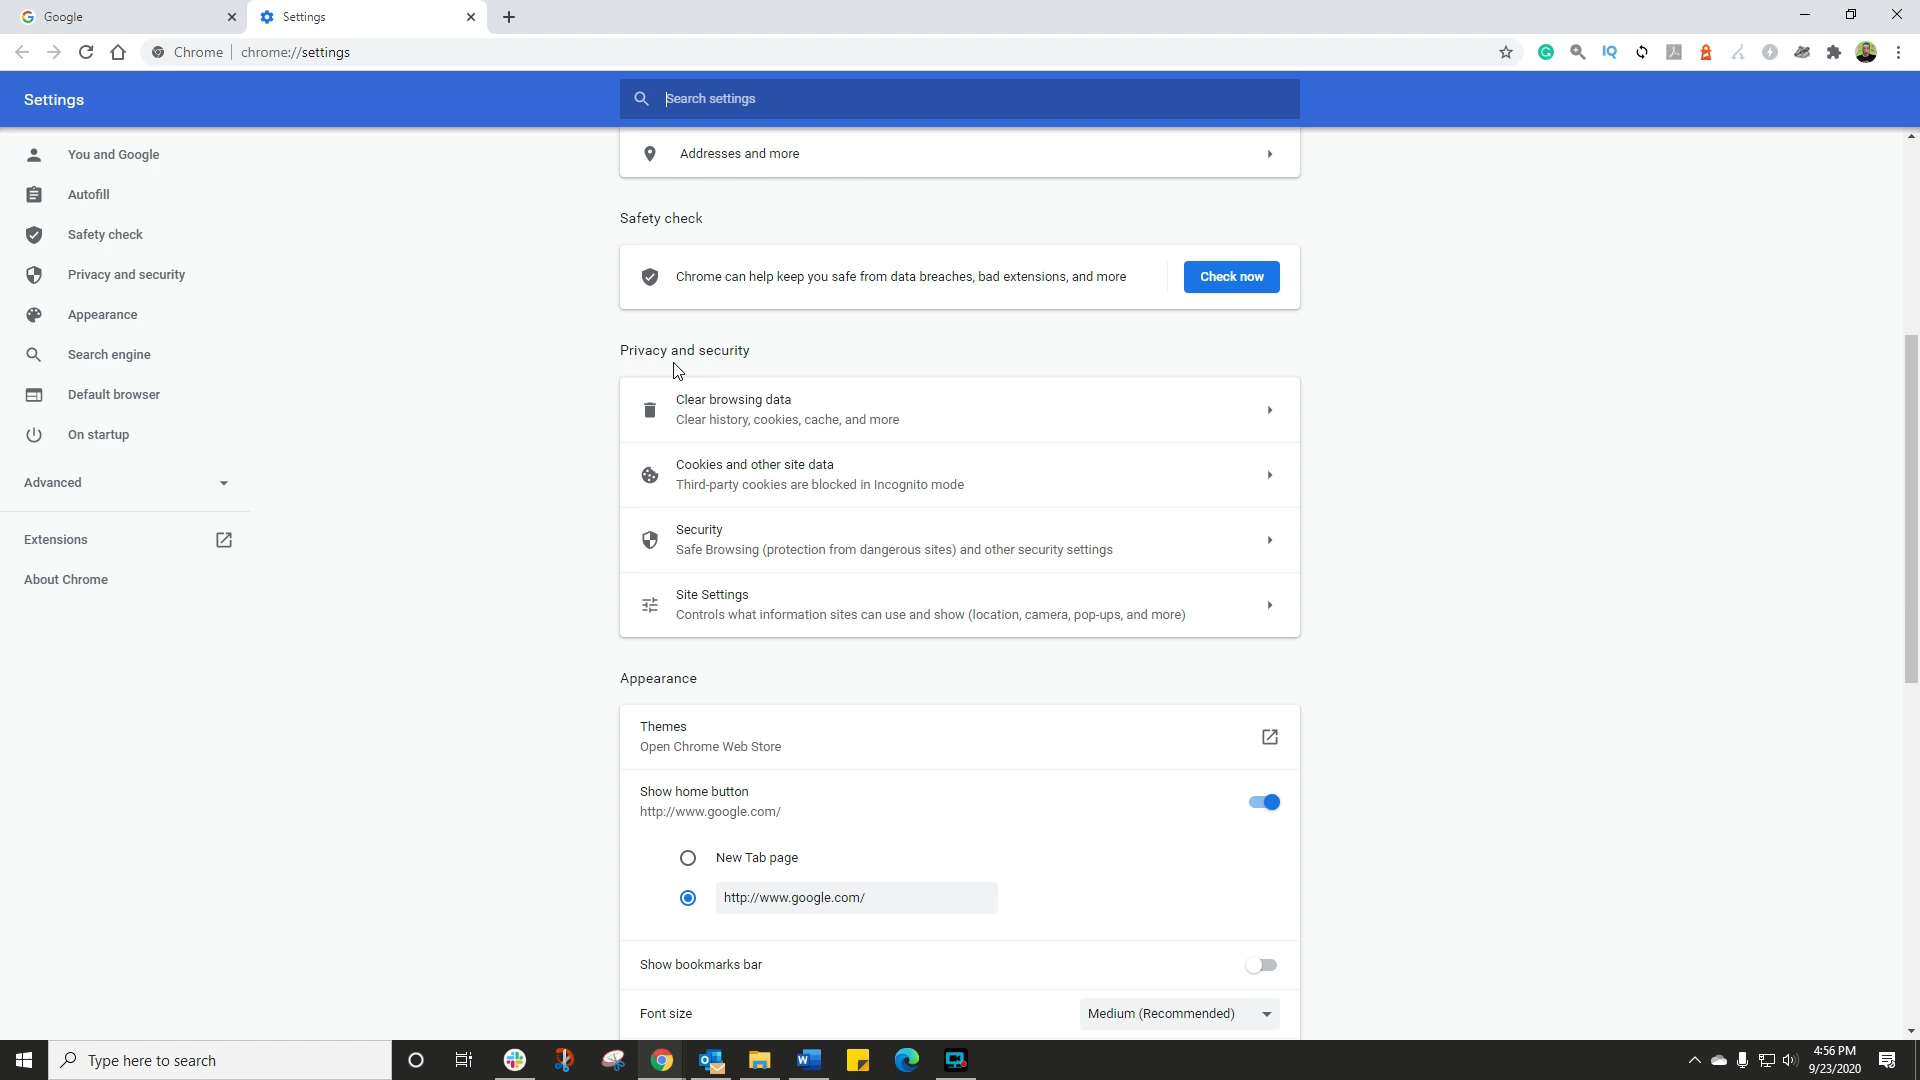 Google
Settings
Chrome
chrome://settings
IQ
Settings
Search settings
You and Google
Autofill
Safety check
Privacy and security
Appearance
Search engine
Default browser
On startup
Advanced
Extensions
About Chrome
Addresses and more
Safety check
Chrome can help keep you safe from data breaches, bad extensions, and more
Check now
Privacy and security
Clear browsing data
Clear history, cookies, cache, and more
Cookies and other site data
Third-party cookies are blocked in Incognito mode
Security
Safe Browsing (protection from dangerous sites) and other security settings
Site Settings
Controls what information sites can use and show (location, camera, pop-ups, and more)
Appearance
Themes
Open Chrome Web Store
Show home button
http://www.google.com/
New Tab page
http://www.google.com/
Show bookmarks bar
Font size
Medium (Recommended)
Type here to search
4:56 PM
9/23/2020